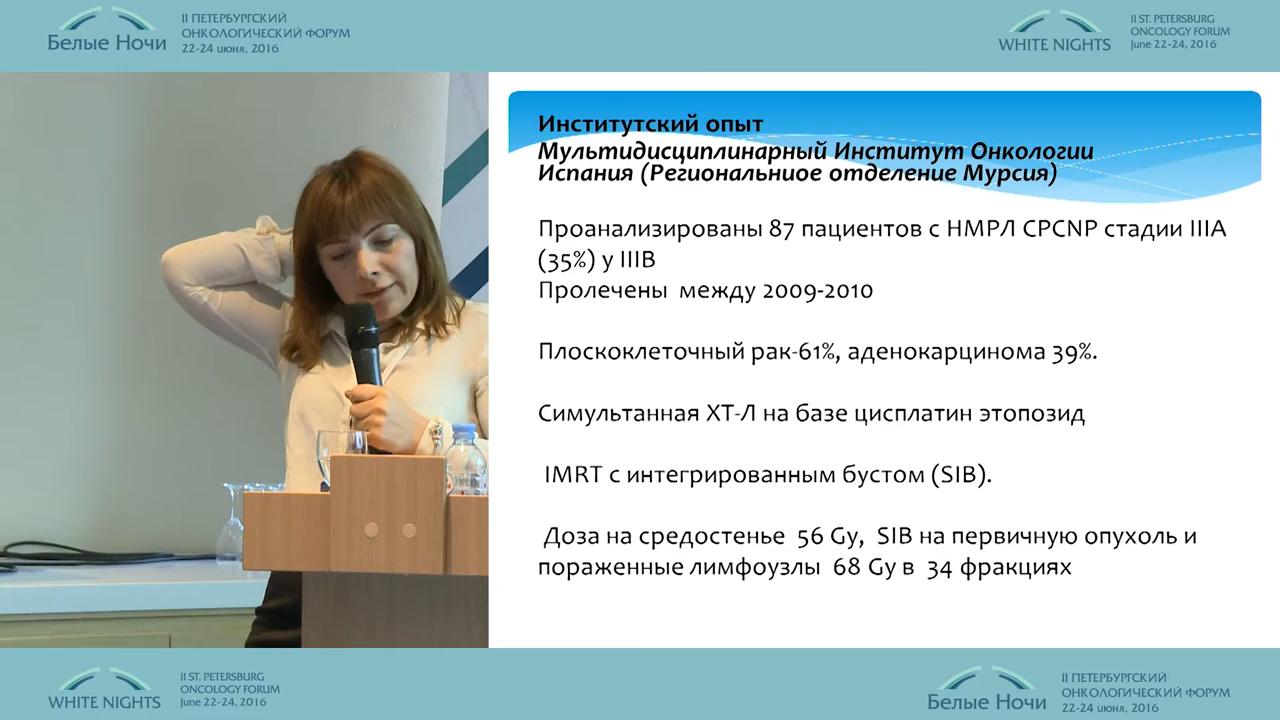 Белые Ночи
II ПЕТЕРБУРГСКИЙ
ОНКОЛОГИЧЕСКИЙ ФОРУМ
22-24 июня, 2016
WHITE NIGHTS
II ST. PETERSBURG
ONCOLOGY FORUM
June 22-24, 2016
Институтский опыт
Мультидисциплинарный Институт Онкологии
Испания (Региональниое отделение Мурсия)
Проанализированы 87 пациентов с НМРЛ CPCNP стадии IIIA
(35%) у IIIB
Пролечены между 2009-2010
Плоскоклеточный рак-61%, аденокарцинома 39%.
Симультанная ХТ-Л на базе цисплатин этопозид
IMRT с интегрированным бустом (SIB).
Доза на средостенье 56 Gy, SIB на первичную опухоль и
пораженные лимфоузлы 68 Gy в 34 фракциях
WHITE NIGHTS
II ST. PETERSBURG
ONCOLOGY FORUM
June 22-24, 2016
Белые Ночи
II ПЕТЕРБУРГСКИЙ
ОНКОЛОГИЧЕСКИЙ ФОРУМ
22-24 июня, 2016